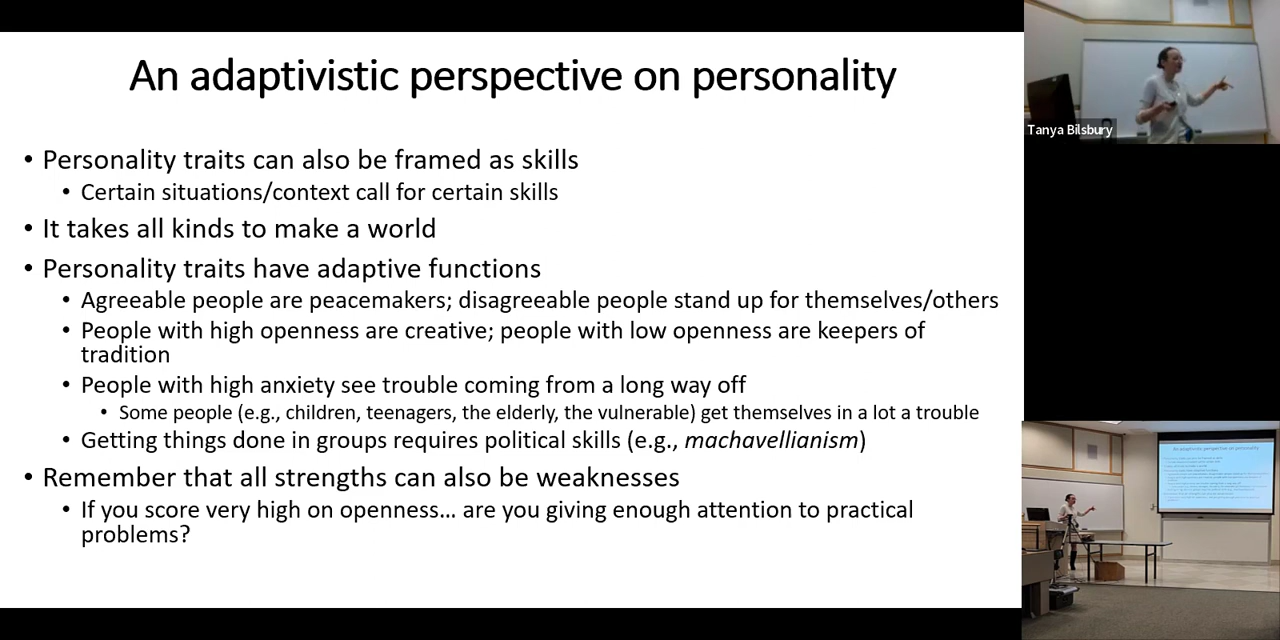 An adaptivistic perspective on personality
• Personality traits can also be framed as skills
• Certain situations/context call for certain skills
• It takes all kinds to make a world
• Personality traits have adaptive functions
• Agreeable people are peacemakers; disagreeable people stand up for themselves/others
• People with high openness are creative; people with low openness are keepers of
tradition
• People with high anxiety see trouble coming from a long way off
• Some people (e.g., children, teenagers, the elderly, the vulnerable) get themselves in a lot a trouble
• Getting things done in groups requires political skills (e.g., machavellianism)
• Remember that all strengths can also be weaknesses
• If you score very high on openness... are you giving enough attention to practical
problems?
Tanya Bilsbury
An adaptivistic perspective on personality